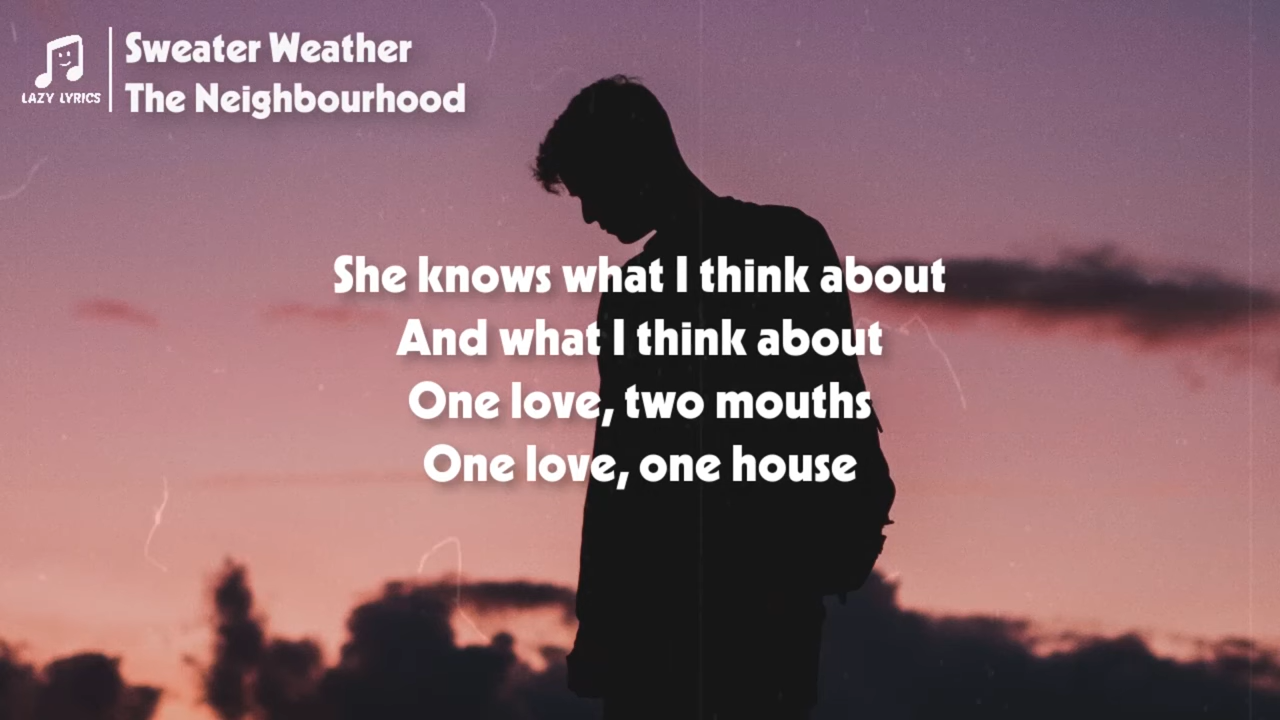 Sweater Weather
The Neighbourhood
LAZY LYRICS
She knows what I think about
And what I think about
One love, two mouths
One love, one house